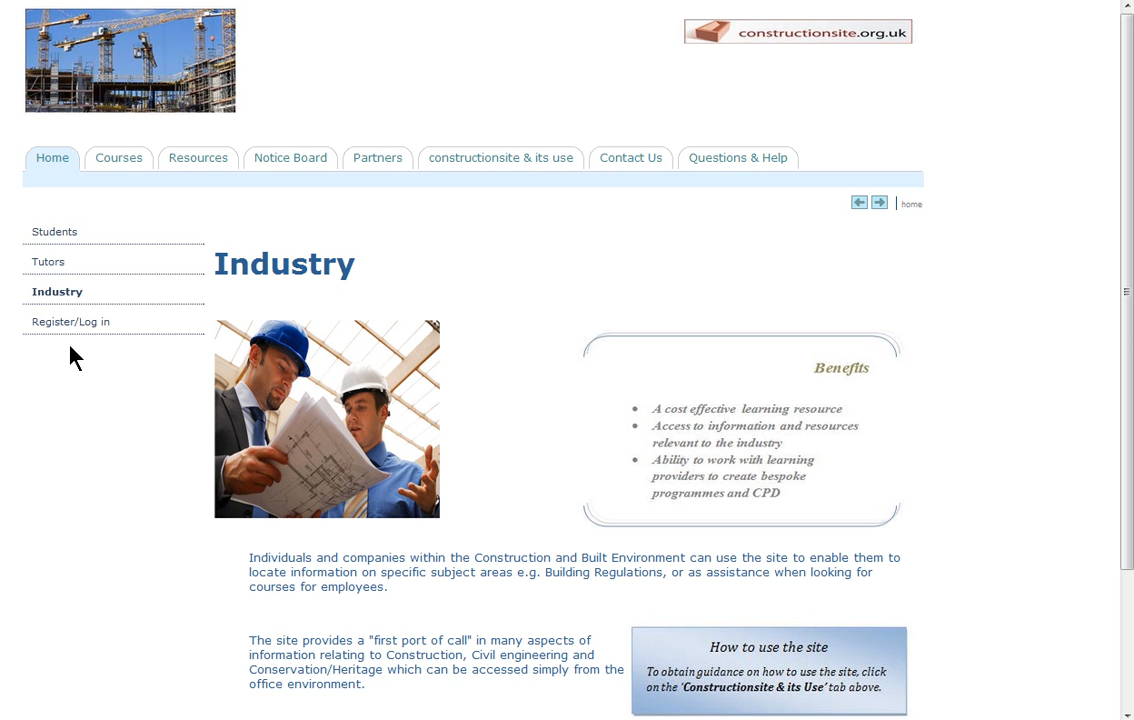 constructionsite.org.uk
Home
Courses
Resources
Notice Board
Partners
constructionsite & its use
Contact Us
Questions & Help
home
Students
Tutors
Industry
Register/Log in
Industry
Benefits
• A cost effective learning resource
• Access to information and resources
relevant to the industry
• Ability to work with learning
providers to create bespoke
programmes and CPD
Individuals and companies within the Construction and Built Environment can use the site to enable them to
locate information on specific subject areas e.g. Building Regulations, or as assistance when looking for
courses for employees.
The site provides a "first port of call" in many aspects of
information relating to Construction, Civil engineering and
Conservation/Heritage which can be accessed simply from the
office environment.
How to use the site
To obtain guidance on how to use the site, click
on the 'Constructionsite & its Use' tab above.